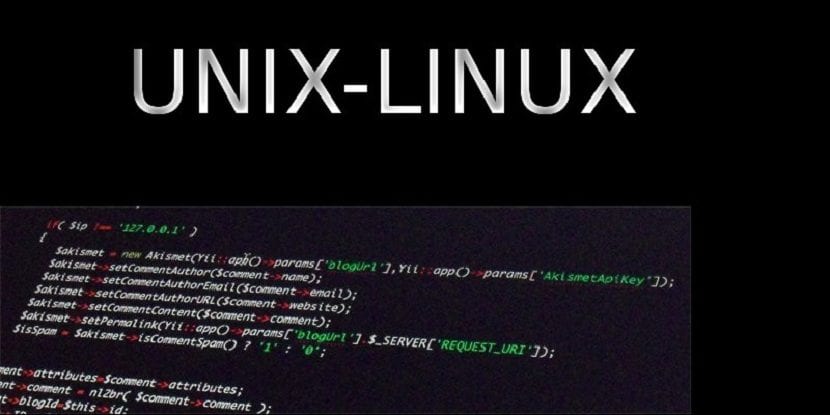 UNIX-LINUX
if( $ip !== '127.0.0.1' )
{
$akismet = new Akismet(Yii::app()->params['blogUrl'],Yii::app()->params['AkismetApiKey']);
$akismet->setCommentAuthor($comment->name);
$akismet->setCommentAuthorEmail($comment->email);
$akismet->setCommentAuthorURL($comment->website);
$akismet->setCommentContent($comment->comment);
$akismet->setPermalink(Yii::app()->params['blogUrl'].$_SERVER['REQUEST_URI']);
$isSpam = $akismet->isCommentSpam() ? '1' : '0';
ment->attributes=$comment->attributes;
ent->comment = nl2br( $comment->comment );
t->blogId=$this->id;